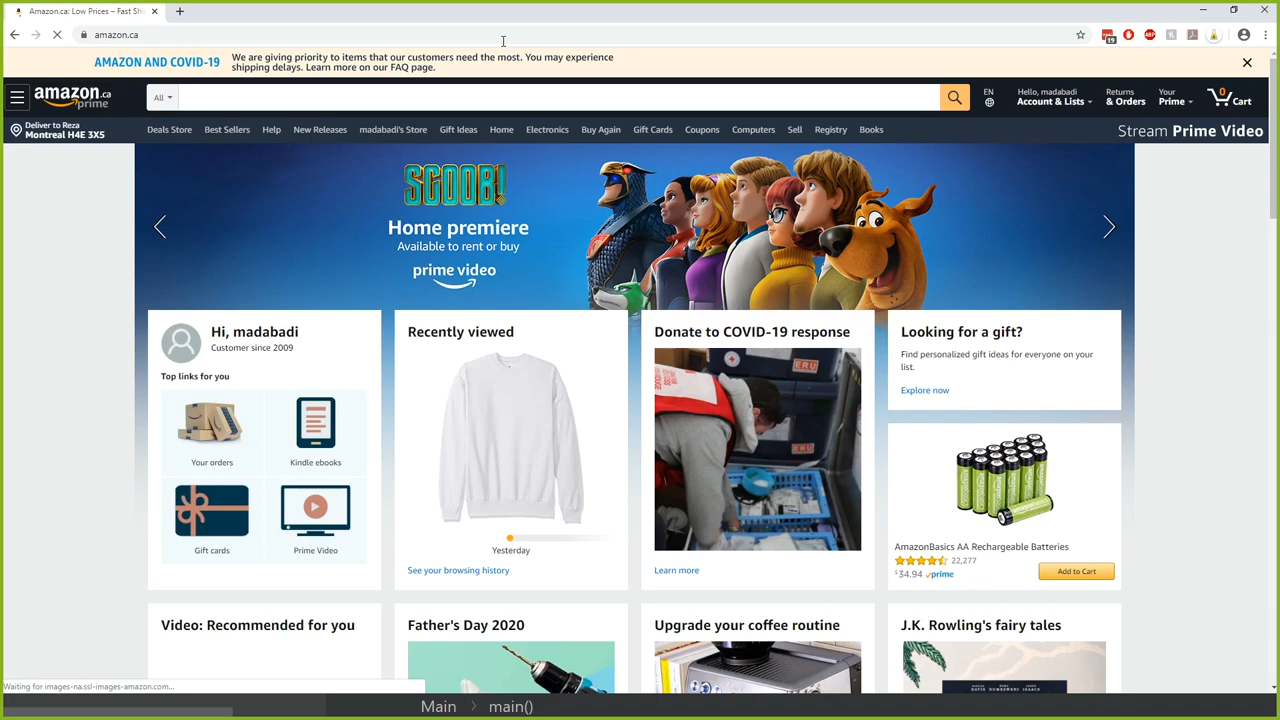 Amazon.ca: Low Prices – Fast Sh
amazon.ca
19
ABP
AMAZON AND COVID-19
We are giving priority to items that our customers need the most. You may experience
shipping delays. Learn more on our FAQ page.
amazon.ca
prime
All
EN
Hello, madabadi
Account & Lists
Returns
& Orders
Your
Prime
0
Cart
Deliver to Reza
Montreal H4E 3X5
Deals Store
Best Sellers
Help
New Releases
madabadi's Store
Gift Ideas
Home
Electronics
Buy Again
Gift Cards
Coupons
Computers
Sell
Registry
Books
Stream Prime Video
SCOOB!
Home premiere
Available to rent or buy
prime video
Hi, madabadi
Customer since 2009
Top links for you
Your orders
Kindle ebooks
Gift cards
Prime Video
Recently viewed
Yesterday
See your browsing history
Donate to COVID-19 response
ERU
ERU
Learn more
Looking for a gift?
Find personalized gift ideas for everyone on your
list.
Explore now
AmazonBasics AA Rechargeable Batteries
22,277
$34.94 prime
Add to Cart
Video: Recommended for you
Father's Day 2020
Upgrade your coffee routine
J.K. Rowling's fairy tales
Waiting for images-na.ssl-images-amazon.com...
Main
main()